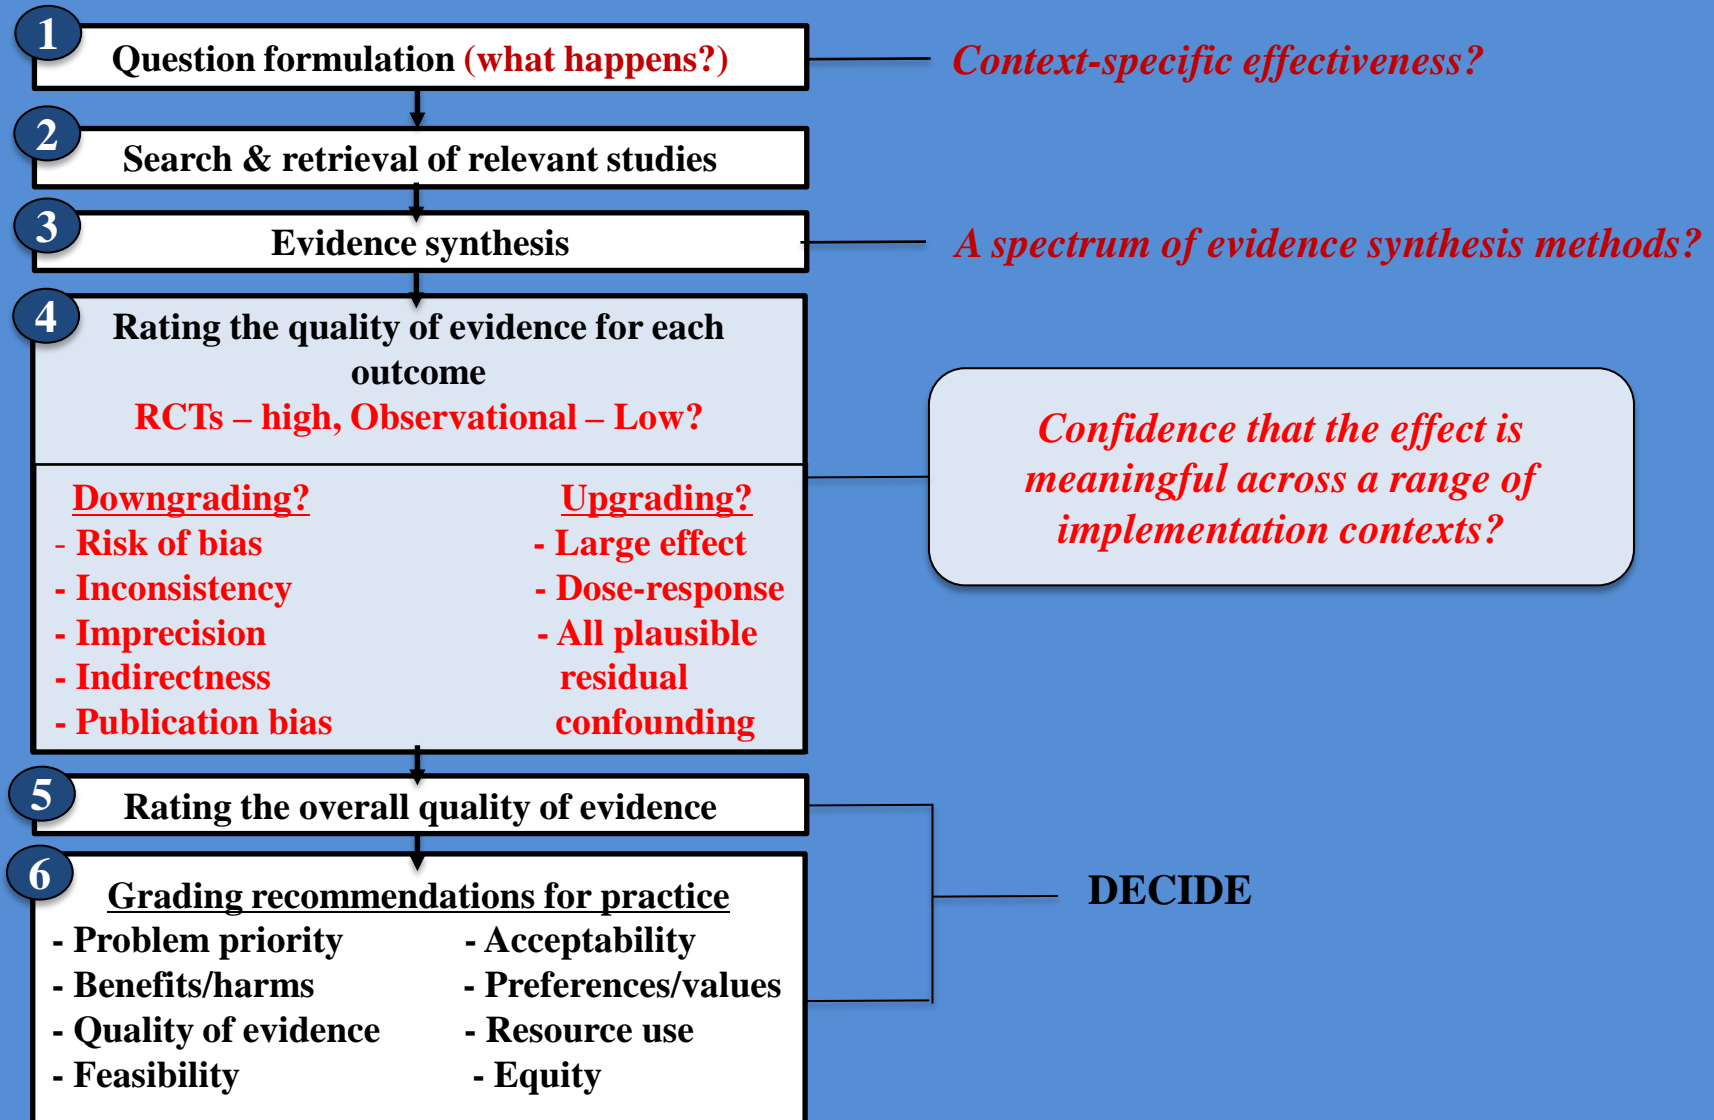 1
Question formulation (what happens?)
Context-specific effectiveness?
2
Search & retrieval of relevant studies
3
Evidence synthesis
A spectrum of evidence synthesis methods?
4
Rating the quality of evidence for each
outcome
RCTs – high, Observational – Low?
Downgrading?
- Risk of bias
- Inconsistency
- Imprecision
- Indirectness
- Publication bias
Upgrading?
- Large effect
- Dose-response
- All plausible
residual
confounding
Confidence that the effect is
meaningful across a range of
implementation contexts?
5
Rating the overall quality of evidence
6
Grading recommendations for practice
- Problem priority
- Benefits/harms
- Quality of evidence
- Feasibility
- Acceptability
- Preferences/values
- Resource use
- Equity
DECIDE